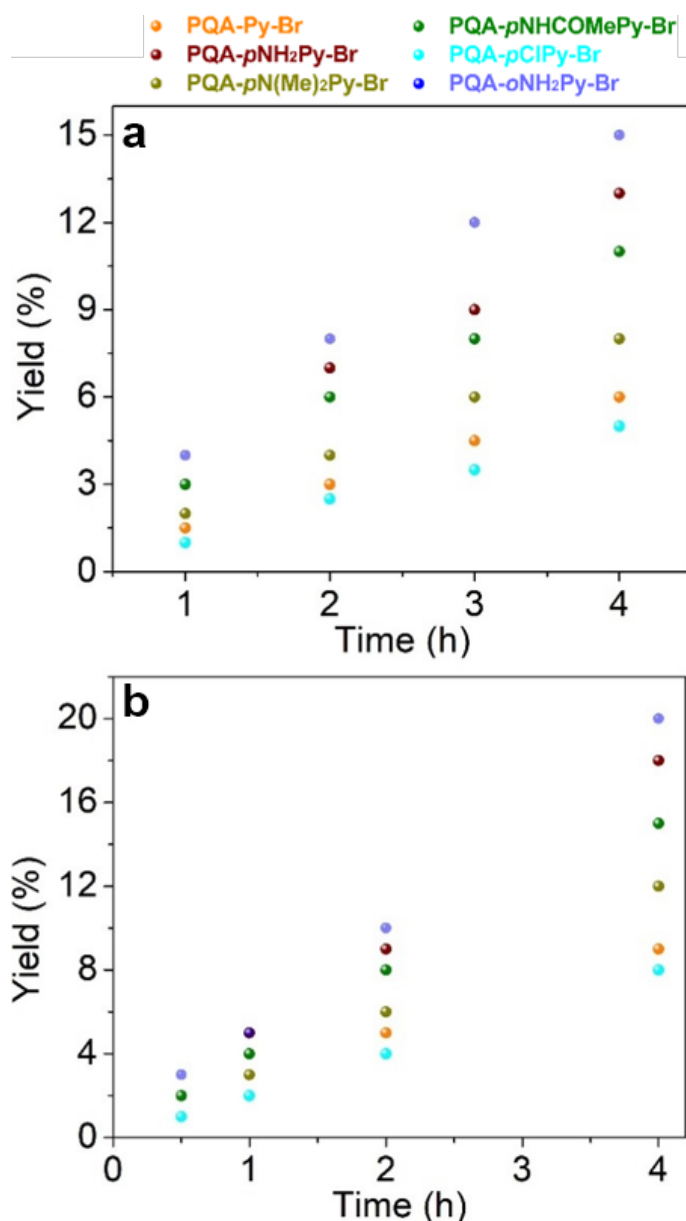 PQA-Py-Br PQA-pNHCOMePy-Br
PQA-pNH₂Py-Br PQA-pClPy-Br
PQA-pN(Me)₂Py-Br PQA-oNH₂Py-Br
a
15
12
9
6
3
0
Yield (%)
1 2 3 4
Time (h)
b
20
16
12
8
4
0
Yield (%)
0 1 2 3 4
Time (h)